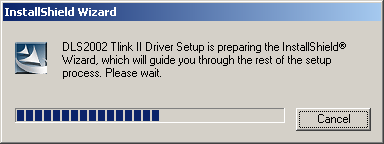 InstallShield Wizard
DLS2002 Tlink II Driver Setup is preparing the InstallShield®
Wizard, which will guide you through the rest of the setup
process. Please wait.
Cancel